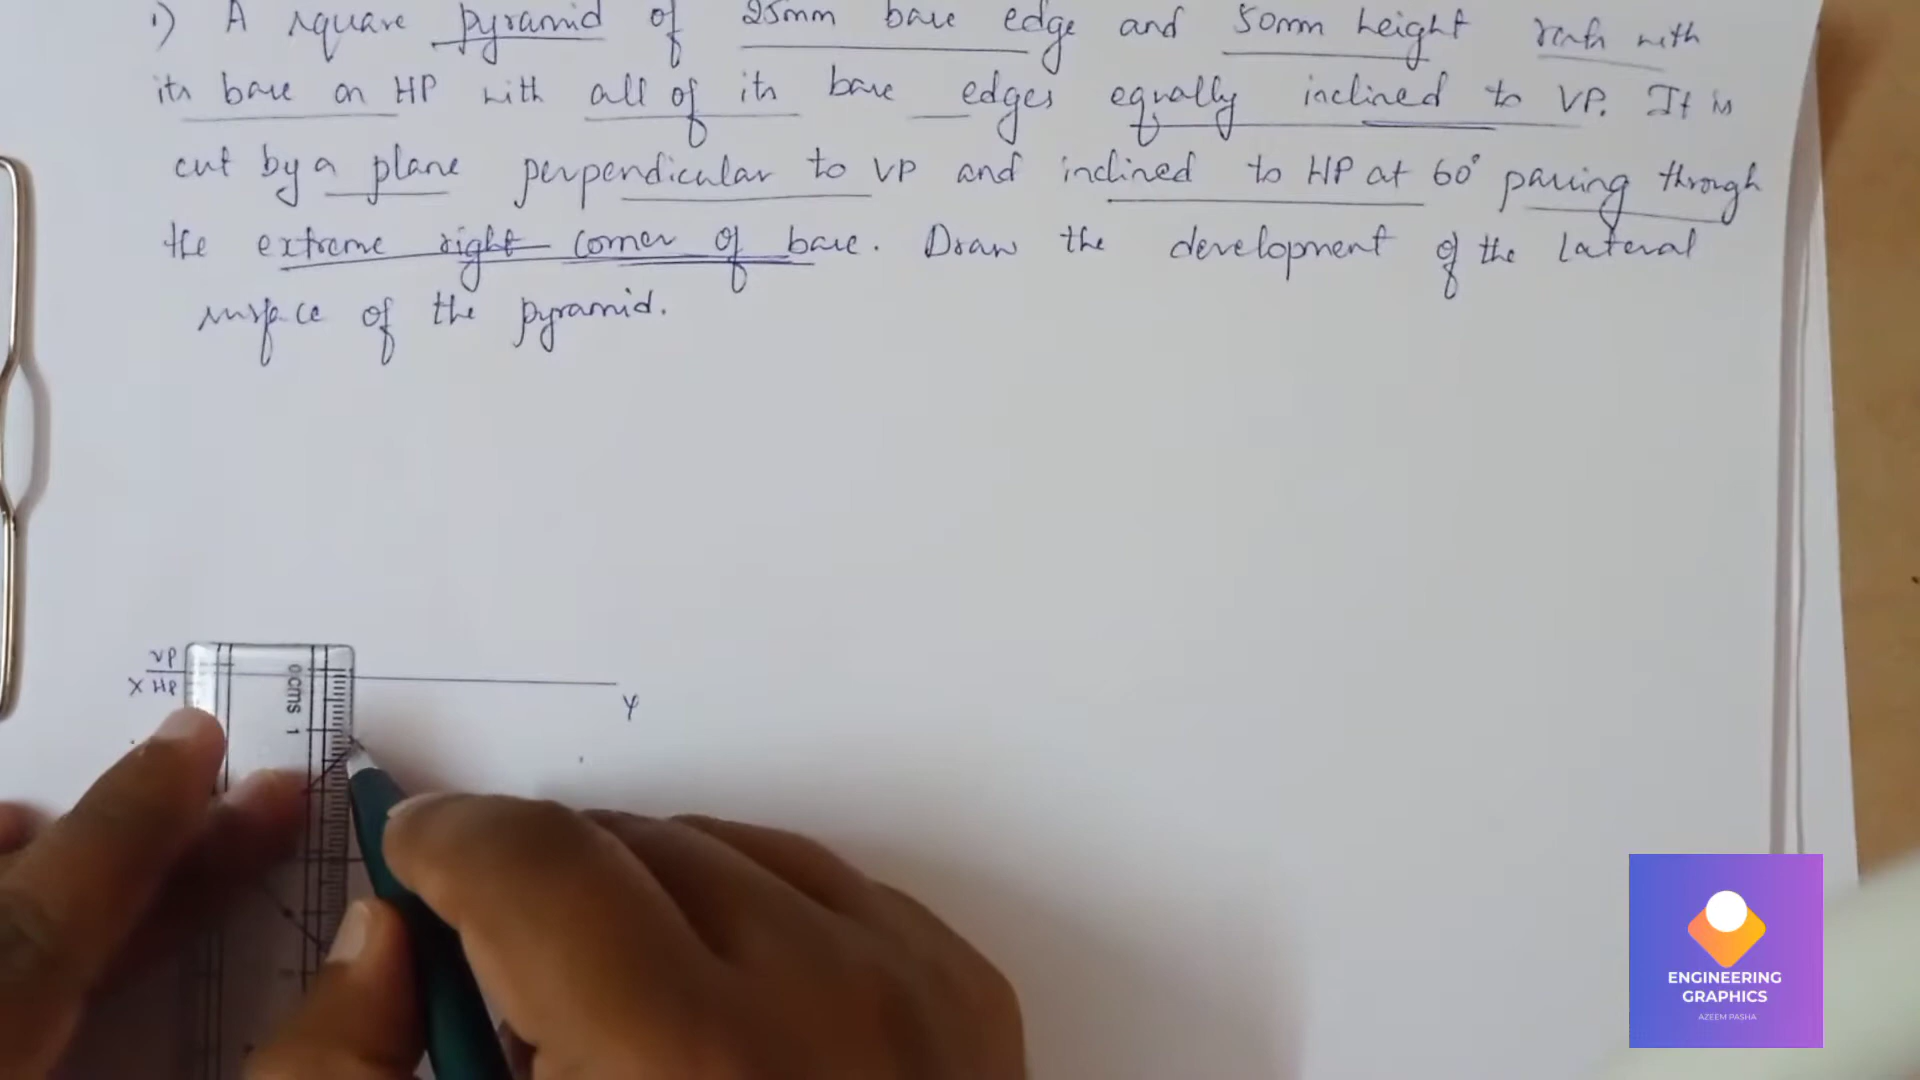 1) A square pyramid of 25mm base edge and 50mm height rests with
its base on HP with all of its base edges equally inclined to VP. It is
cut by a plane perpendicular to VP and inclined to HP at 60° passing through
the extreme right corner of base. Draw the development of the lateral
surface of the pyramid.
VP
X HP
Y
0 cms 1
ENGINEERING
GRAPHICS
AZEEM PASHA